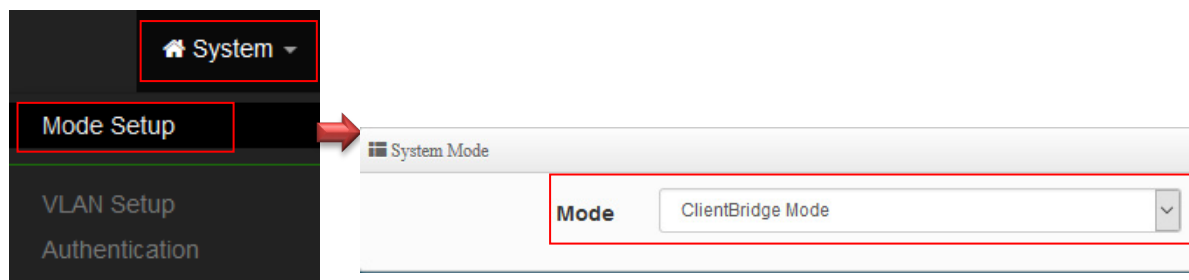 System
Mode Setup
VLAN Setup
Authentication
System Mode
Mode ClientBridge Mode